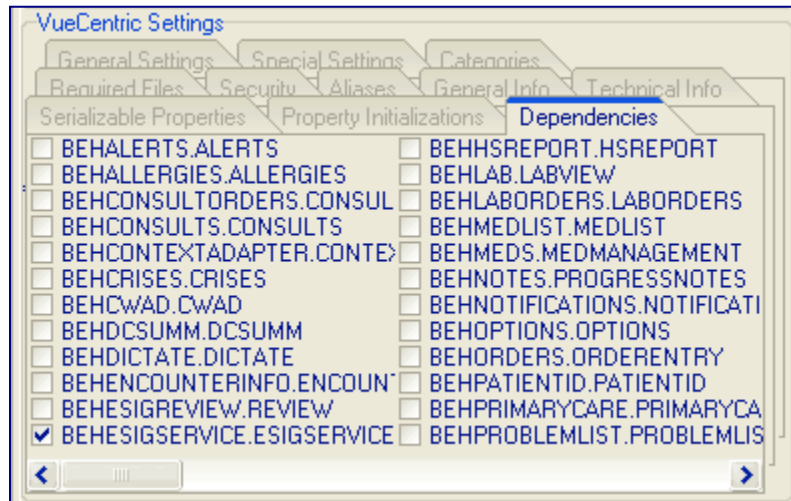 VueCentric Settings
General Settings Special Settings Categories
Required Files Security Aliases General Info Technical Info
Serializable Properties Property Initializations Dependencies
BEHALERTS.ALERTS
BEHALLERGIES.ALLERGIES
BEHCONSULTORDERS.CONSUL
BEHCONSULTS.CONSULTS
BEHCONTEXTADAPTER.CONTEX
BEHCRISES.CRISES
BEHCWAD.CWAD
BEHDCSUMM.DCSUMM
BEHDICTATE.DICTATE
BEHENCOUNTERINFO.ENCOUNT
BEHESIGREVIEW.REVIEW
BEHESIGSERVICE.ESIGSERVICE
BEHHSREPORT.HSREPORT
BEHLAB.LABVIEW
BEHLABORDERS.LABORDERS
BEHMEDLIST.MEDLIST
BEHMEDS.MEDMANAGEMENT
BEHNOTES.PROGRESSNOTES
BEHNOTIFICATIONS.NOTIFICATI
BEHOPTIONS.OPTIONS
BEHORDERS.ORDERENTRY
BEHPATIENTID.PATIENTID
BEHPRIMARYCARE.PRIMARYCA
BEHPROBLEMLIST.PROBLEMLIS